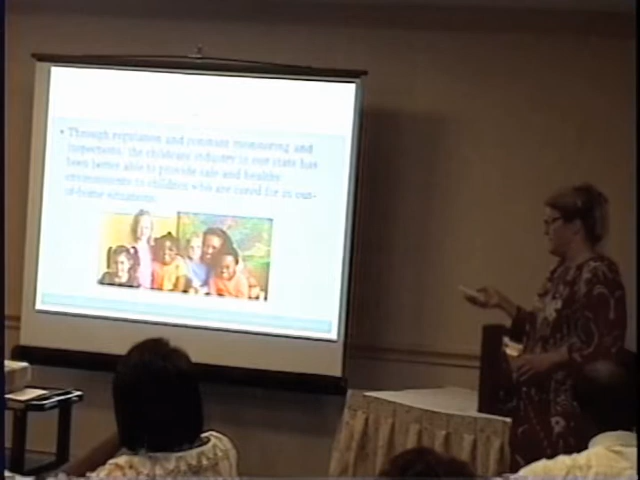 • Through regulation and constant monitoring and
inspections, the childcare industry in our state has
been better able to provide safe and healthy
environments to children who are cared for in out-
of-home situations.